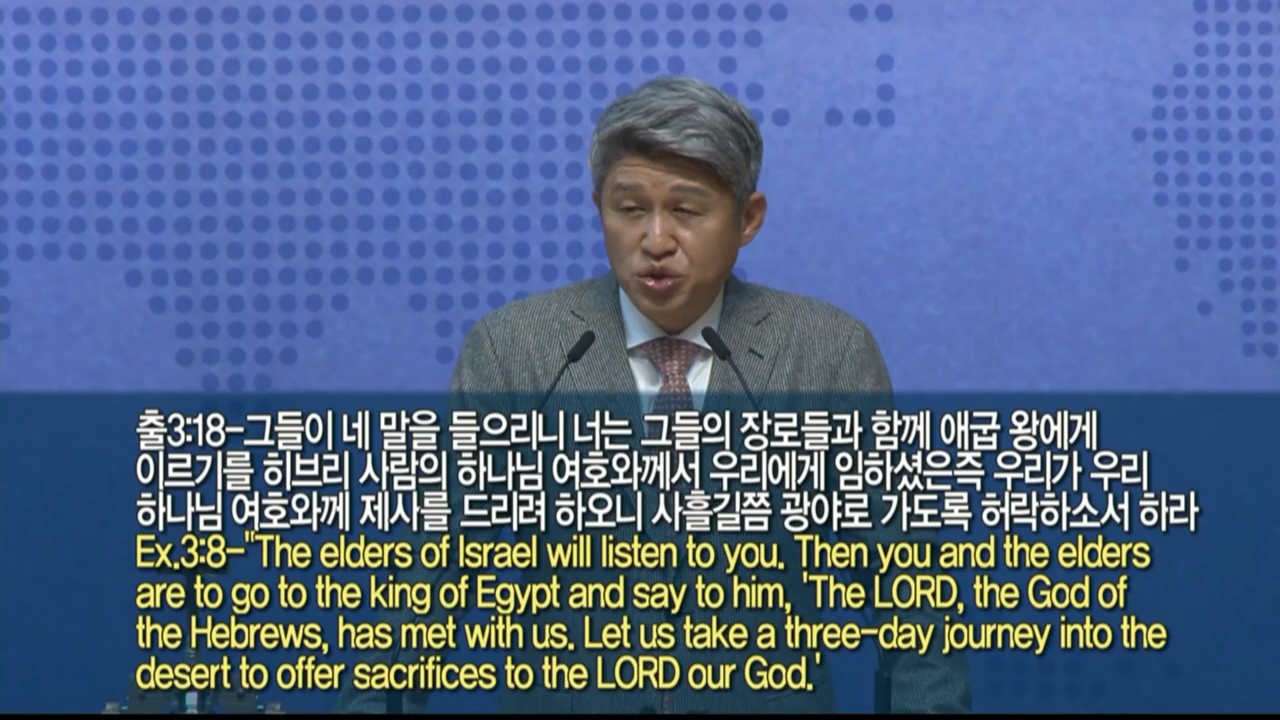 출3:18-그들이 네 말을 들으리니 너는 그들의 장로들과 함께 애굽 왕에게
이르기를 히브리 사람의 하나님 여호와께서 우리에게 임하셨은즉 우리가 우리
하나님 여호와께 제사를 드리려 하오니 사흘길쯤 광야로 가도록 허락하소서 하라
Ex.3:8-"The elders of Israel will listen to you. Then you and the elders
are to go to the king of Egypt and say to him, 'The LORD, the God of
the Hebrews, has met with us. Let us take a three-day journey into the
desert to offer sacrifices to the LORD our God.'